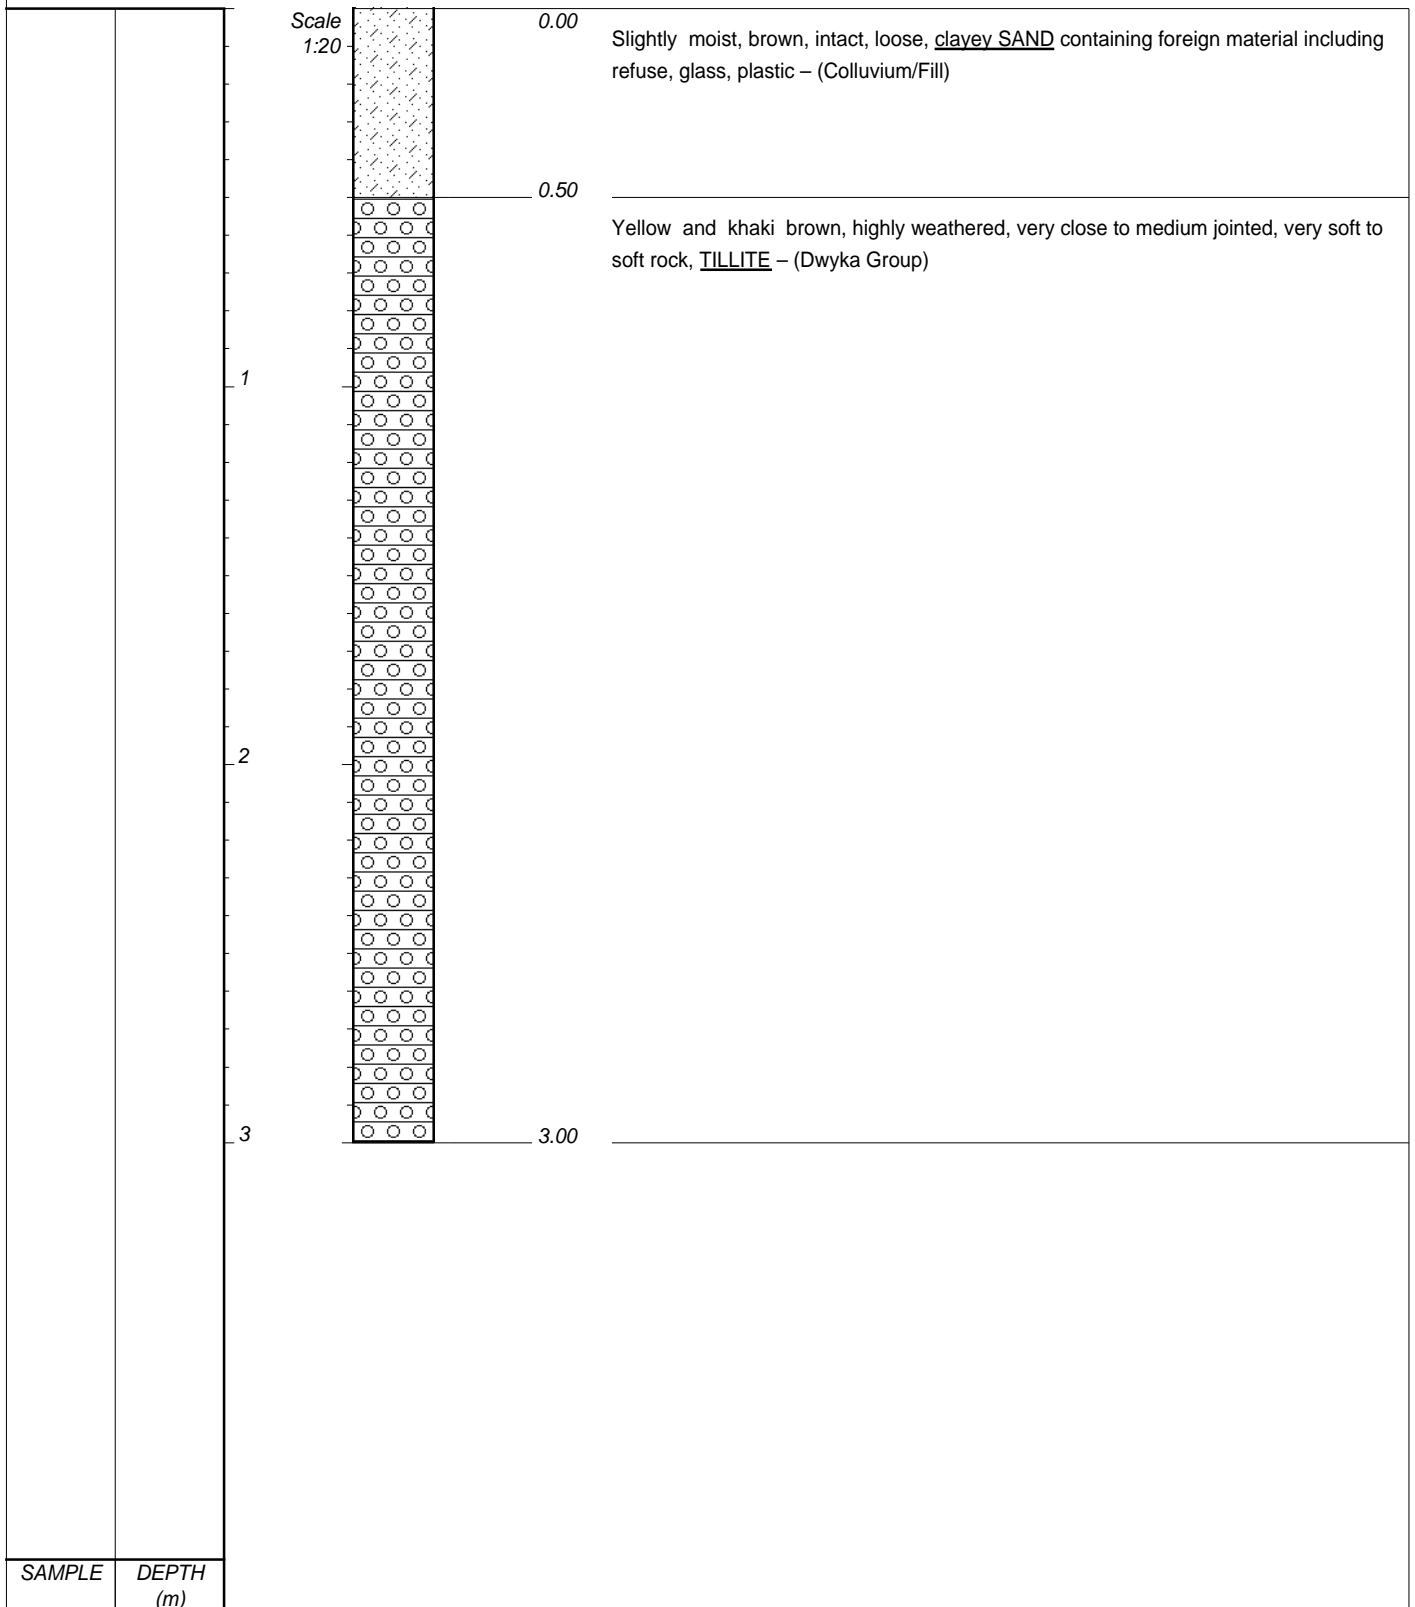 Scale
1:20
0.00
Slightly moist, brown, intact, loose, clayey SAND containing foreign material including
refuse, glass, plastic – (Colluvium/Fill)
0.50
Yellow and khaki brown, highly weathered, very close to medium jointed, very soft to
soft rock, TILLITE – (Dwyka Group)
1
2
3
3.00
SAMPLE
DEPTH
(m)